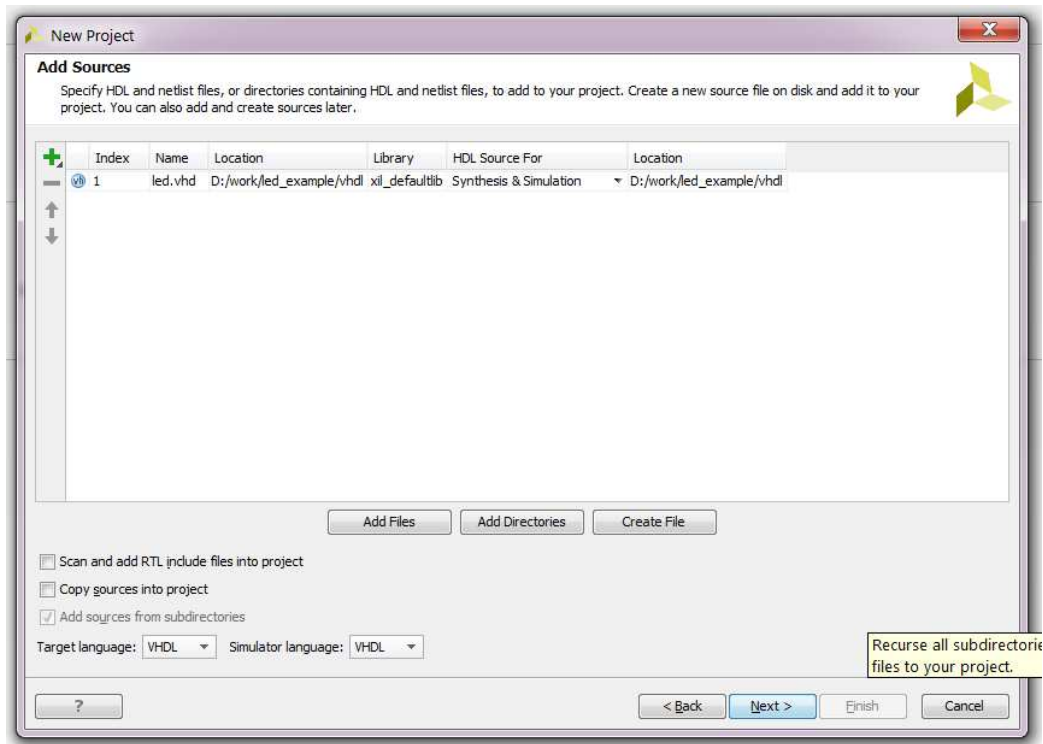 New Project
Add Sources
Specify HDL and netlist files, or directories containing HDL and netlist files, to add to your project. Create a new source file on disk and add it to your
project. You can also add and create sources later.
Index Name Location Library HDL Source For Location
vh 1 led.vhd D:/work/led_example/vhdl xil_defaultlib Synthesis & Simulation D:/work/led_example/vhdl
Add Files Add Directories Create File
Scan and add RTL include files into project
Copy sources into project
Add sources from subdirectories
Target language: VHDL Simulator language: VHDL
Recurse all subdirectorie
files to your project.
? < Back Next > Finish Cancel